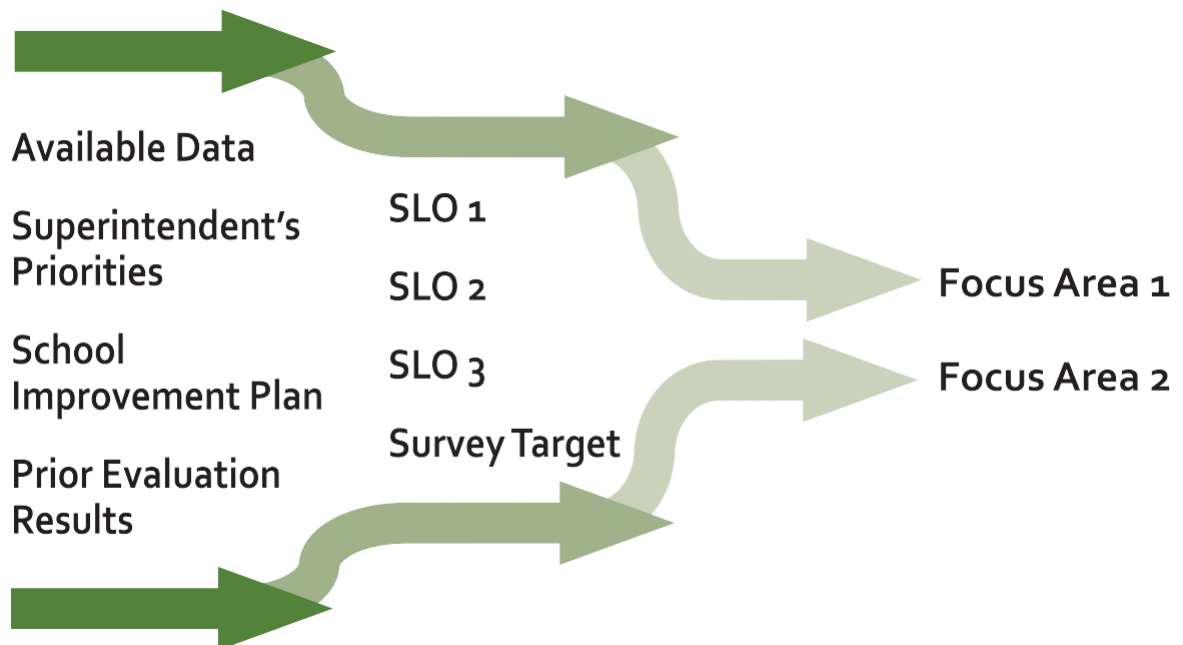 Available Data
Superintendent’s
Priorities
School
Improvement Plan
Prior Evaluation
Results
SLO 1
SLO 2
SLO 3
Survey Target
Focus Area 1
Focus Area 2